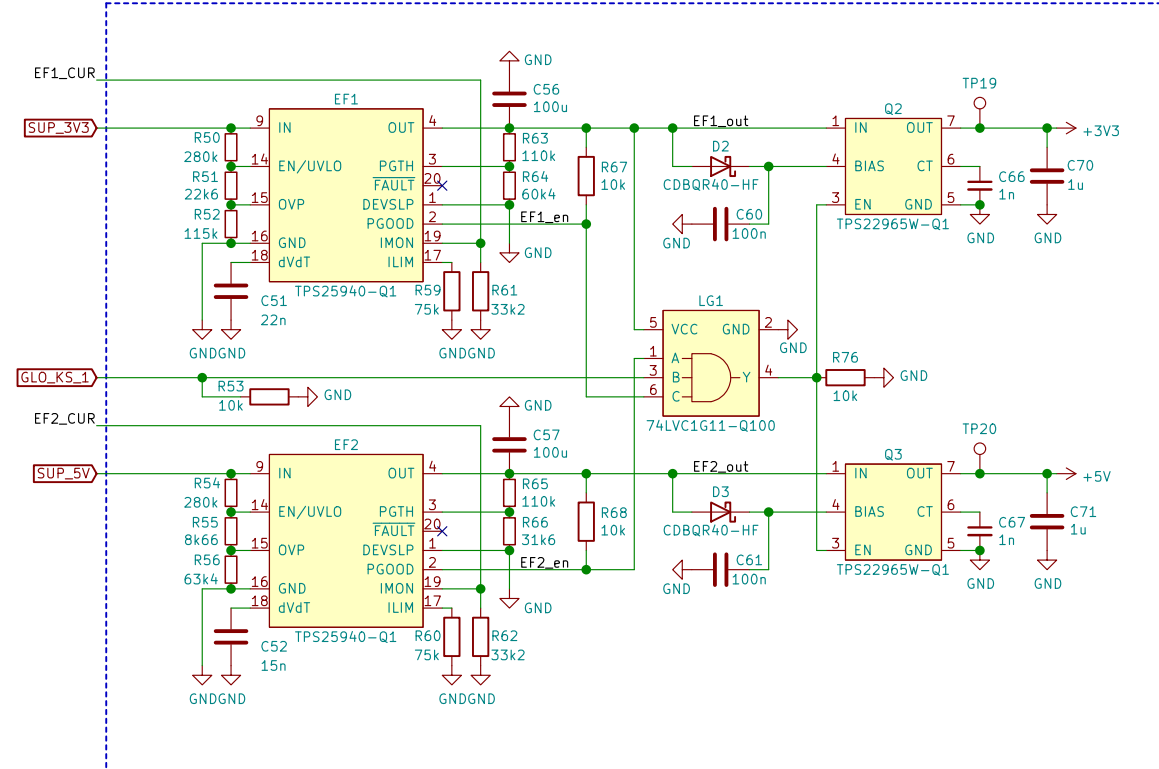 EF1_CUR
SUP_3V3
R50
280k
R51
22k6
R52
115k
EF1
9 IN
14 EN/UVLO
15 OVP
16 GND
18 dVdT
OUT 4
PGTH 3
FAULT 20
DEVSLP 1
PGOOD 2
IMON 19
ILIM 17
TPS25940-Q1
C51
22n
GND
GND
GND
C56
100u
R63
110k
R64
60k4
GND
R59
75k
R61
33k2
GND
GND
R67
10k
EF1_out
EF1_en
D2
CDBQR40-HF
C60
100n
GND
Q2
1 IN
4 BIAS
3 EN
OUT 7
CT 6
GND 5
TPS22965W-Q1
TP19
+3V3
C66
1n
GND
C70
1u
GND
GLO_KS_1
R53
10k
GND
LG1
5 VCC
GND 2
1 A
3 B
6 C
Y 4
74LVC1G11-Q100
GND
R76
10k
GND
EF2_CUR
SUP_5V
R54
280k
R55
8k66
R56
63k4
EF2
9 IN
14 EN/UVLO
15 OVP
16 GND
18 dVdT
OUT 4
PGTH 3
FAULT 20
DEVSLP 1
PGOOD 2
IMON 19
ILIM 17
TPS25940-Q1
C52
15n
GND
GND
GND
C57
100u
R65
110k
R66
31k6
GND
R60
75k
R62
33k2
GND
GND
R68
10k
EF2_out
EF2_en
D3
CDBQR40-HF
C61
100n
GND
Q3
1 IN
4 BIAS
3 EN
OUT 7
CT 6
GND 5
TPS22965W-Q1
TP20
+5V
C67
1n
GND
C71
1u
GND